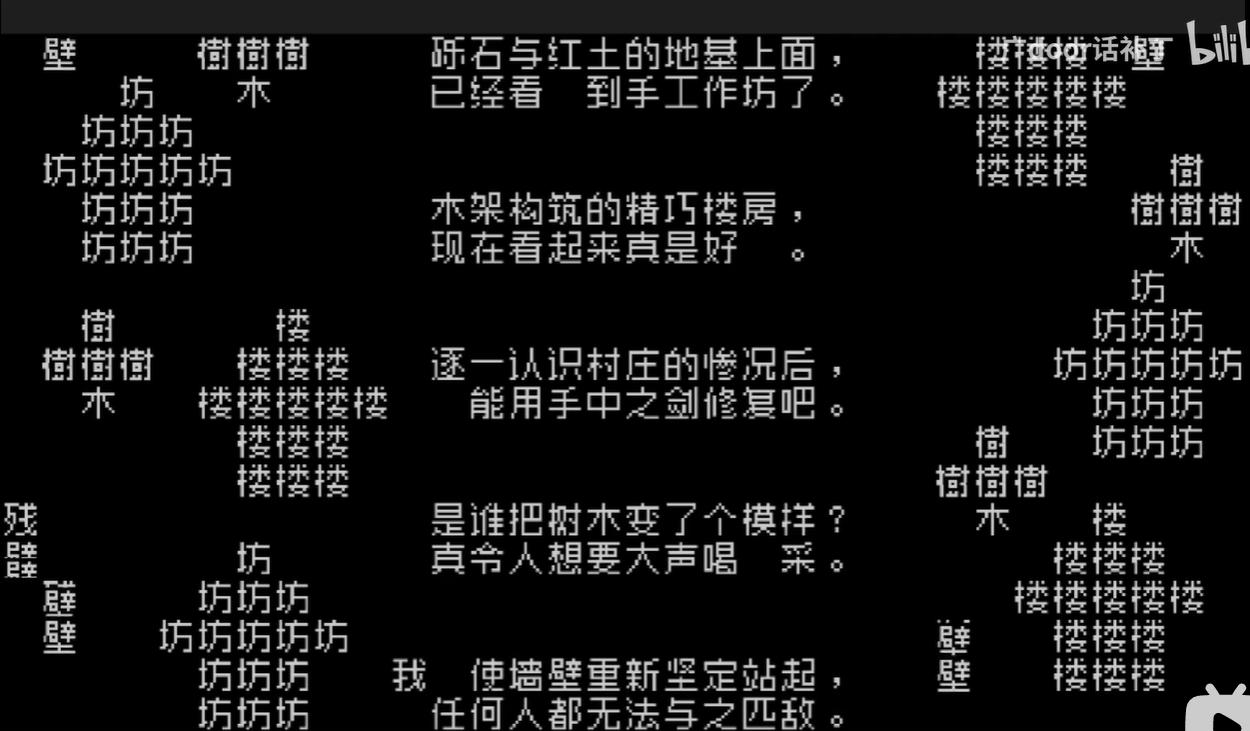 壁 樹樹樹 砾石与红土的地基上面， 楼楼楼 壁
坊 木 已经看 到手工作坊了。 楼楼楼楼楼
坊坊坊 楼楼楼
坊坊坊坊坊 楼楼楼 樹
坊坊坊 木架构筑的精巧楼房， 樹樹樹
坊坊坊 现在看起来真是好 。 木
坊
樹 楼 坊坊坊
樹樹樹 楼楼楼 逐一认识村庄的惨况后， 坊坊坊坊坊
木 楼楼楼楼楼 能用手中之剑修复吧。 坊坊坊
楼楼楼 樹 坊坊坊
楼楼楼 樹樹樹
残 是谁把树木变了个模样？ 木 楼
壁 坊 真令人想要大声喝 采。 楼楼楼
壁 坊坊坊 楼楼楼楼楼
壁 坊坊坊坊坊 壁 楼楼楼
坊坊坊 我 使墙壁重新坚定站起， 壁 楼楼楼
坊坊坊 任何人都无法与之匹敌。